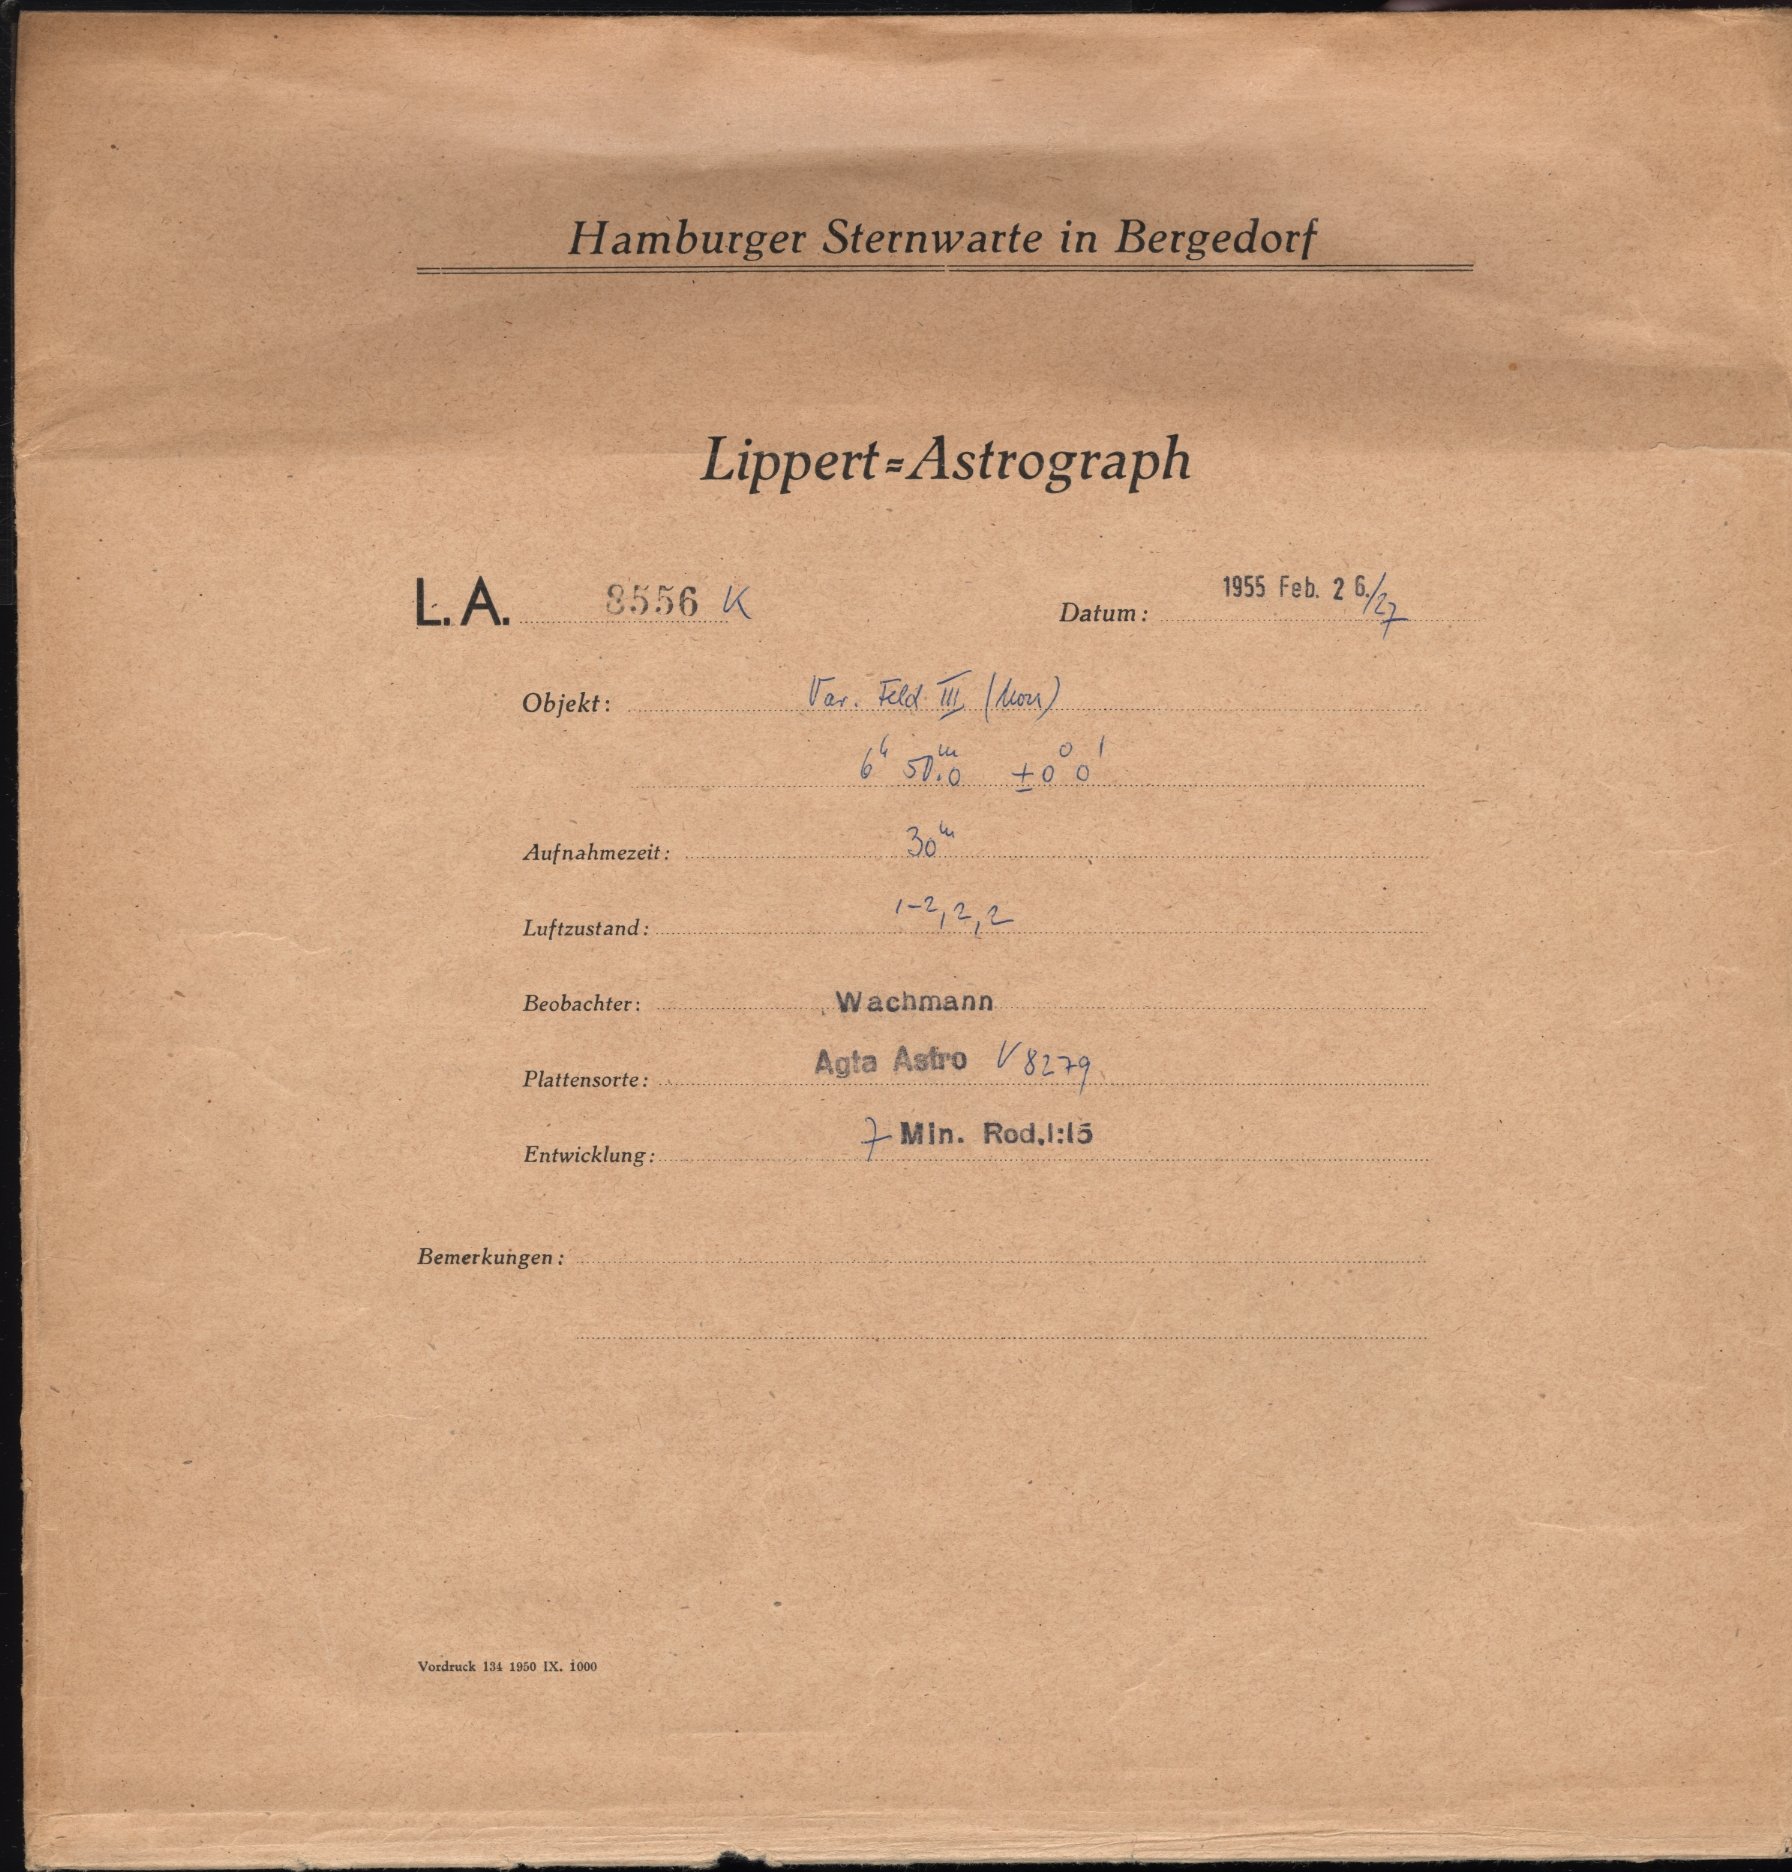 Hamburger Sternwarte in Bergedorf
Lippert=Astrograph
L. A. 8556 K
Datum: 1955 Feb. 26./27
Objekt: Var. Feld III (Mon)
6h 50m.0 ±0° 0'
Aufnahmezeit: 30m
Luftzustand: 1-2, 2, 2
Beobachter: Wachmann
Plattensorte: Agfa Astro V 8279
Entwicklung: 7 Min. Rod. 1:15
Bemerkungen:
Vordruck 134 1950 IX. 1000